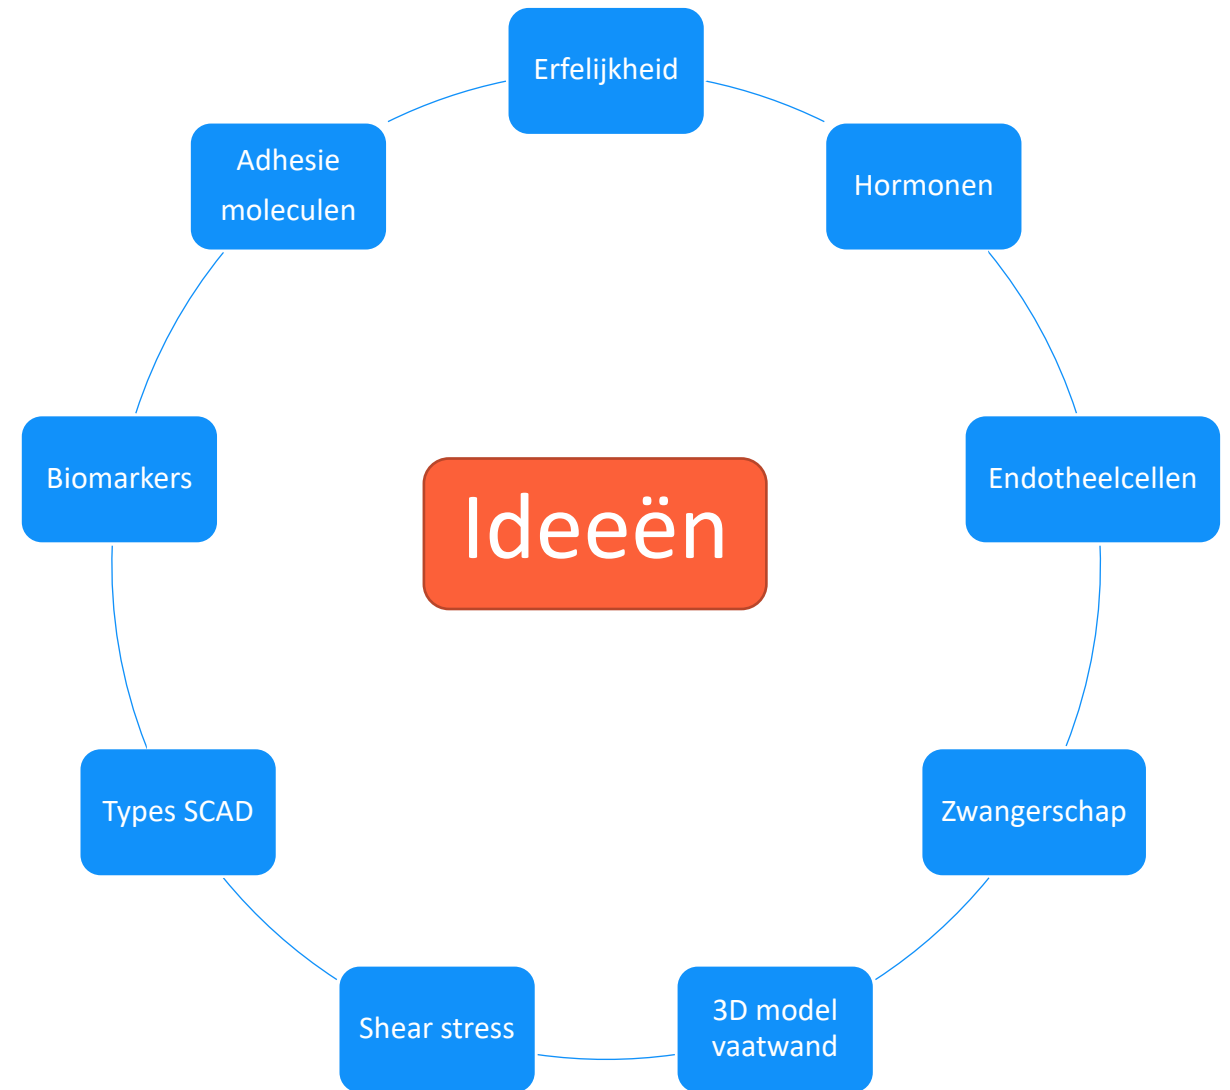 Erfelijkheid
Hormonen
Endotheelcellen
Zwangerschap
3D model
vaatwand
Shear stress
Types SCAD
Biomarkers
Adhesie
moleculen
Ideeën